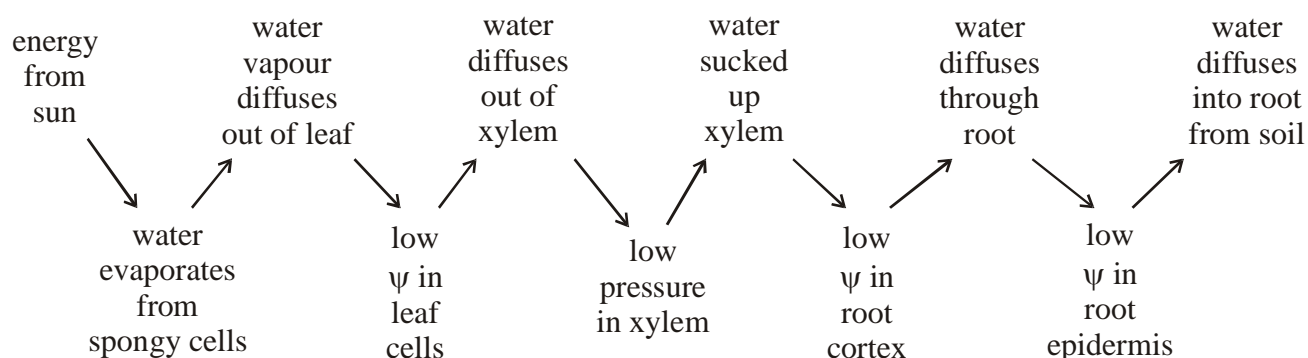 energy
from
sun
water
evaporates
from
spongy cells
water
vapour
diffuses
out of leaf
low
ψ in
leaf
cells
water
diffuses
out of
xylem
low
pressure
in xylem
water
sucked
up
xylem
low
ψ in
root
cortex
water
diffuses
through
root
low
ψ in
root
epidermis
water
diffuses
into root
from soil